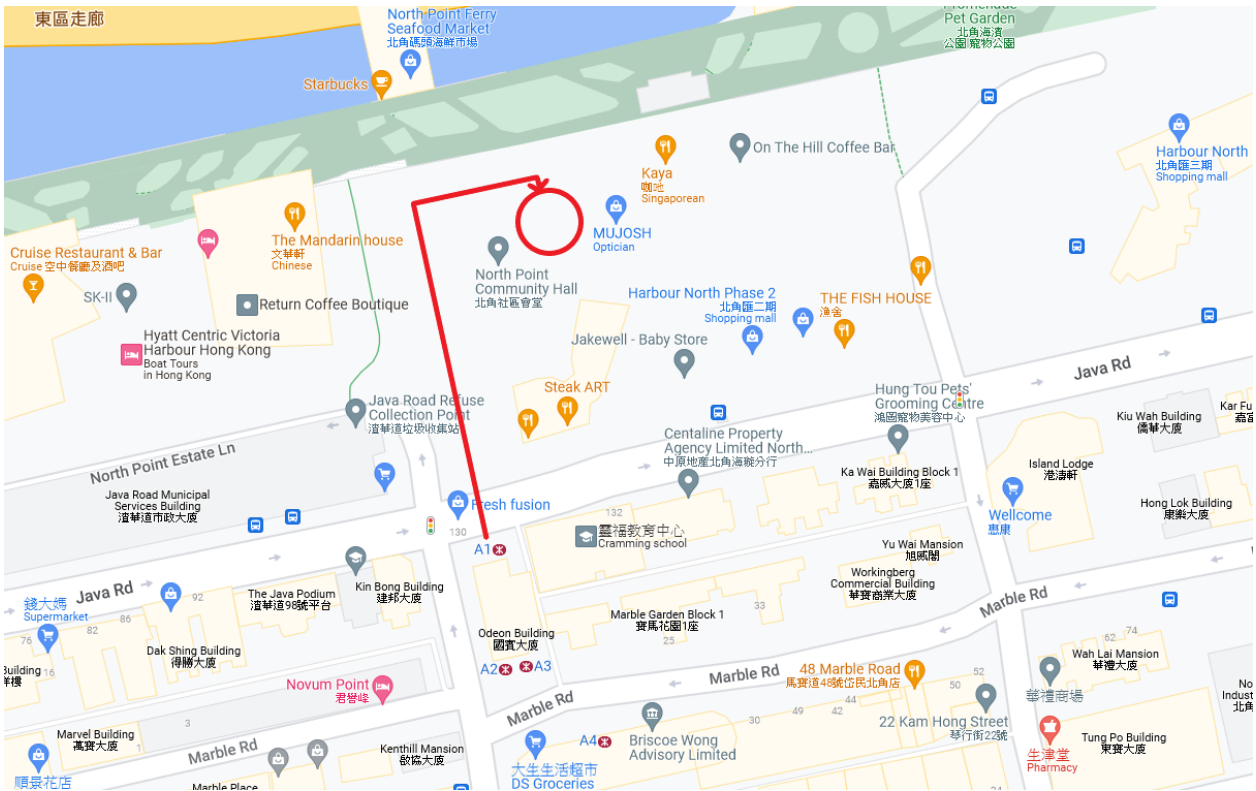 東區走廊
North Point Ferry
Seafood Market
北角碼頭海鮮市場
Starbucks
Promenade
Pet Garden
北角海濱
公園 寵物公園
On The Hill Coffee Bar
Kaya
咖吔
Singaporean
Harbour North
北角匯三期
Shopping mall
MUJOSH
Optician
The Mandarin house
文華軒
Chinese
Cruise Restaurant & Bar
Cruise 空中餐廳及酒吧
SK-II
Return Coffee Boutique
North Point
Community Hall
北角社區會堂
Harbour North Phase 2
北角匯二期
Shopping mall
THE FISH HOUSE
漁舍
Hyatt Centric Victoria
Harbour Hong Kong
Boat Tours
in Hong Kong
Jakewell - Baby Store
Java Rd
Steak ART
Hung Tou Pets'
Grooming Centre
鴻圖寵物美容中心
Java Road Refuse
Collection Point
渣華道垃圾收集站
Kiu Wah Building
僑華大廈
Kar Fu
Centaline Property
Agency Limited North...
中原地產北角海璇分行
North Point Estate Ln
Ka Wai Building Block 1
嘉威大廈1座
Island Lodge
港濤軒
Java Road Municipal
Services Building
渣華道市政大廈
Hong Lok Building
康樂大廈
Fresh fusion
Wellcome
惠康
132
130
靈福教育中心
Cramming school
A1
Yu Wai Mansion
旭威閣
Workingberg
Commercial Building
華寶商業大廈
Kin Bong Building
建邦大廈
Java Rd
The Java Podium
渣華道98號平台
92
86
82
76
錢大媽
Supermarket
Marble Rd
Marble Garden Block 1
寶馬花園1座
33
25
Odeon Building
國賓大廈
Dak Shing Building
得勝大廈
62
74
Wah Lai Mansion
華禮大廈
A2
A3
Building
16
Marble Rd
48 Marble Road
馬寶道48號岱民北角店
52
50
華禮商場
Novum Point
君譽峰
Marble Rd
44
42
49
30
22 Kam Hong Street
琴行街22號
3
Marble Rd
1
4
Marvel Building
萬寶大廈
Kenthill Mansion
啟協大廈
A4
Briscoe Wong
Advisory Limited
Tung Po Building
東寶大廈
生津堂
Pharmacy
大生生活超市
DS Groceries
順景花店
Marble Place
24